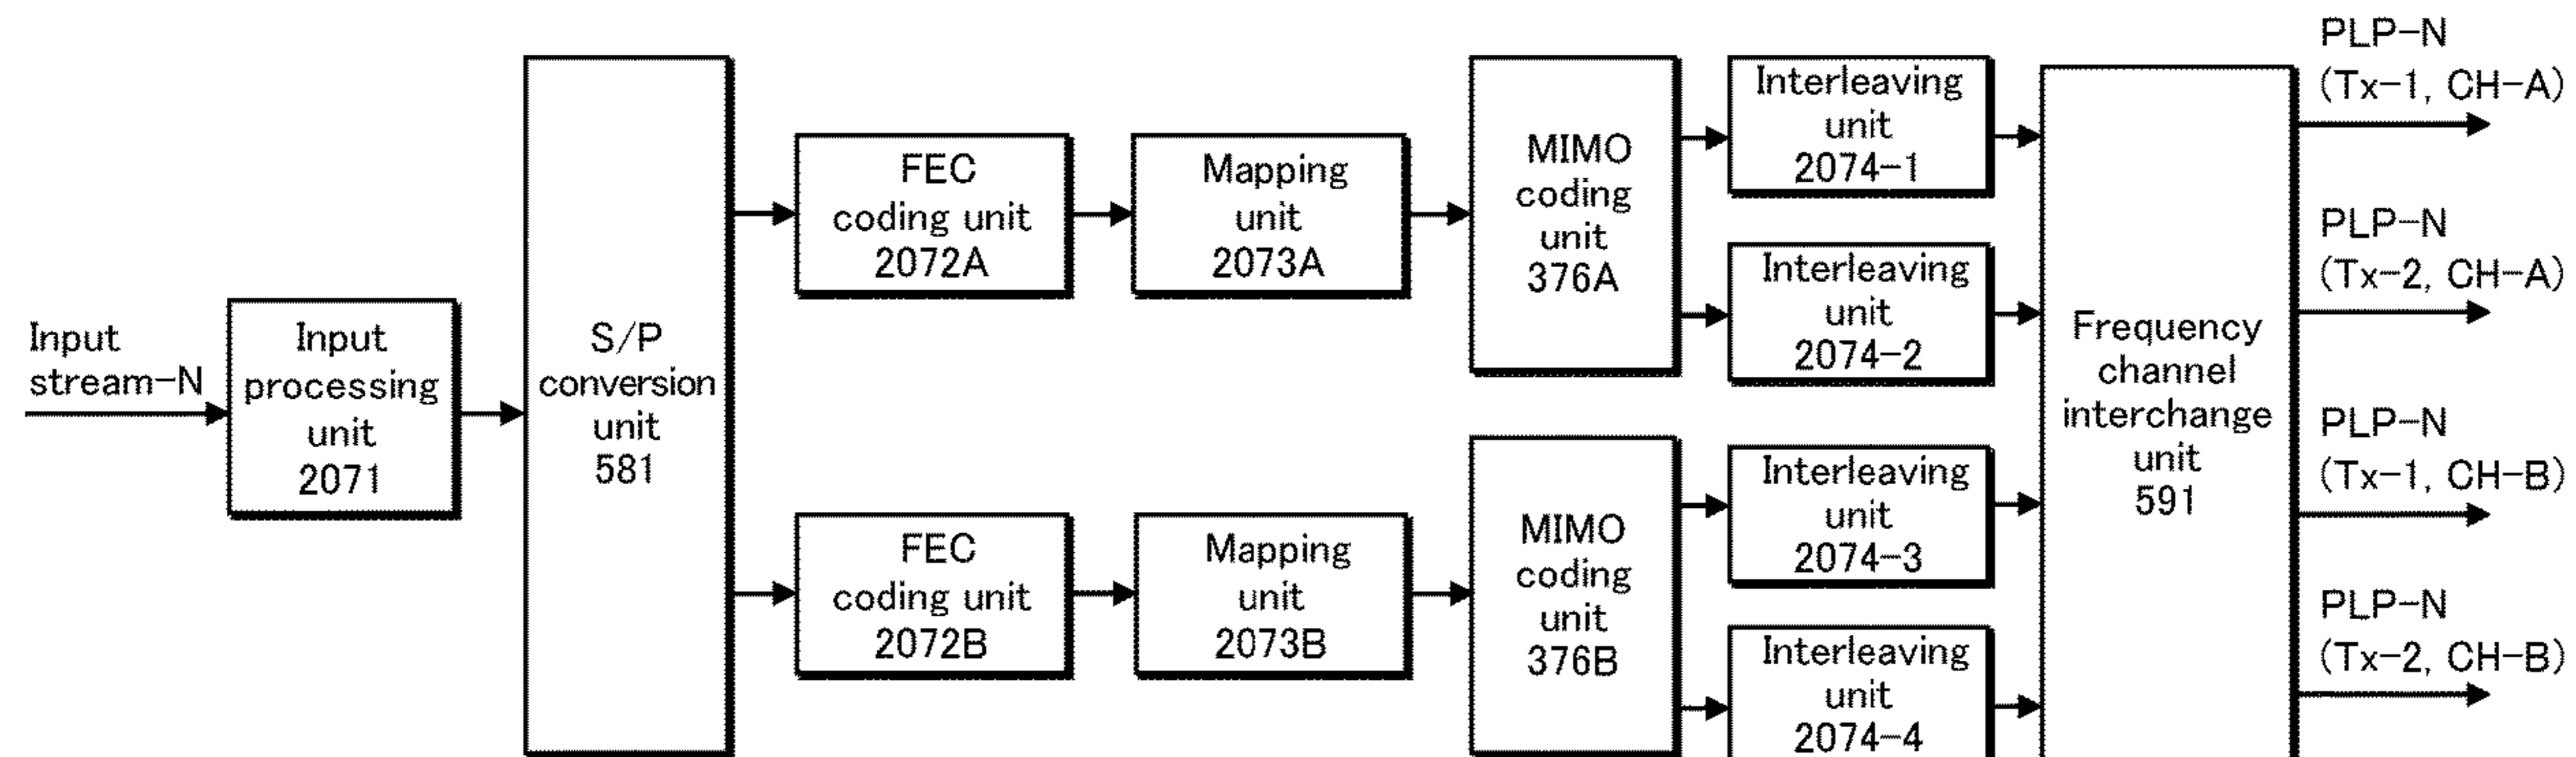 Input
stream-N
Input
processing
unit
2071
S/P
conversion
unit
581
FEC
coding unit
2072A
Mapping
unit
2073A
MIMO
coding
unit
376A
Interleaving
unit
2074-1
Interleaving
unit
2074-2
FEC
coding unit
2072B
Mapping
unit
2073B
MIMO
coding
unit
376B
Interleaving
unit
2074-3
Interleaving
unit
2074-4
Frequency
channel
interchange
unit
591
PLP-N
(Tx-1, CH-A)
PLP-N
(Tx-2, CH-A)
PLP-N
(Tx-1, CH-B)
PLP-N
(Tx-2, CH-B)